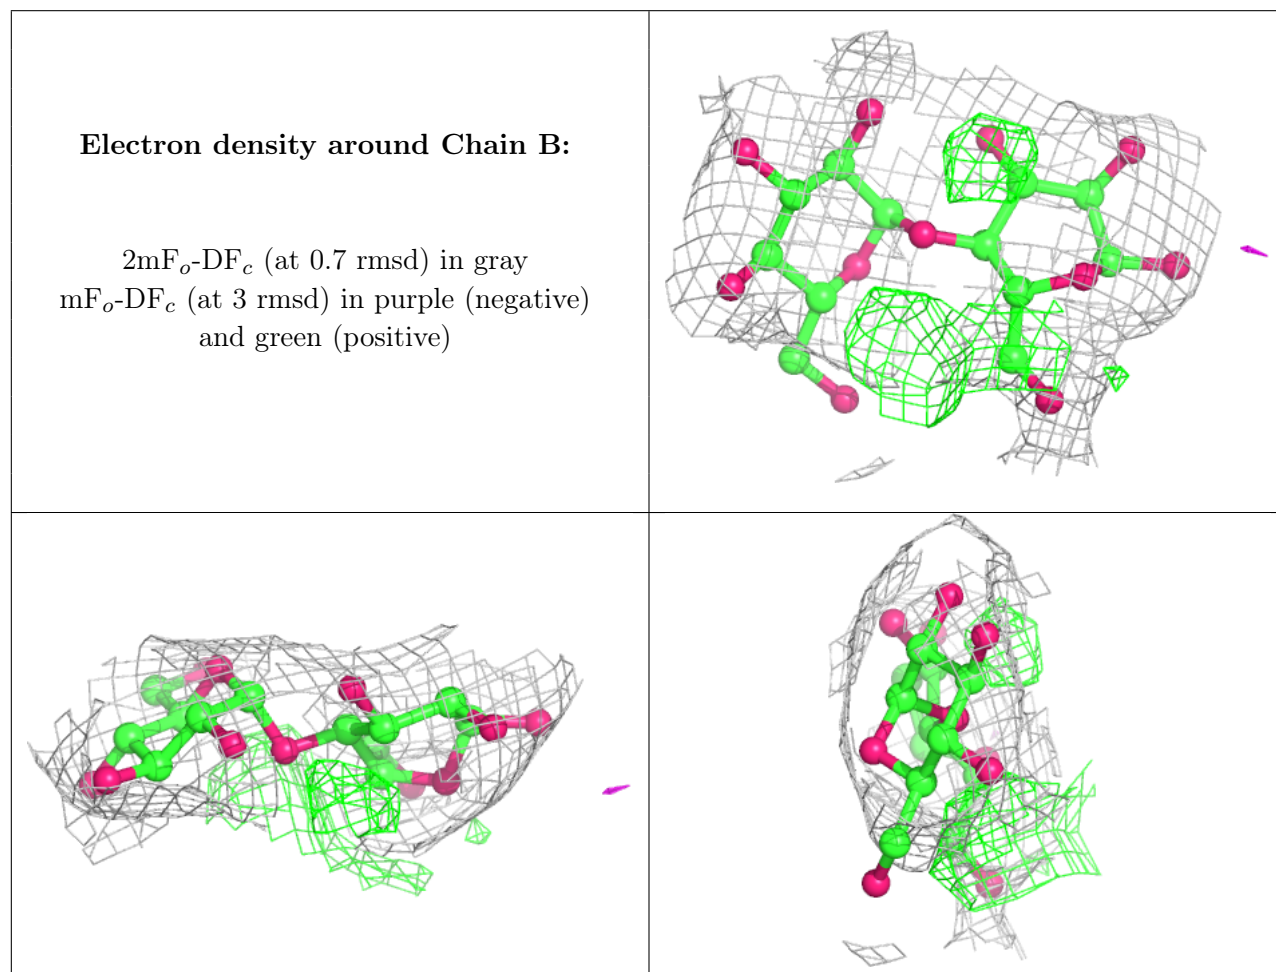 Electron density around Chain B:
2mFo-DFc (at 0.7 rmsd) in gray
mFo-DFc (at 3 rmsd) in purple (negative)
and green (positive)